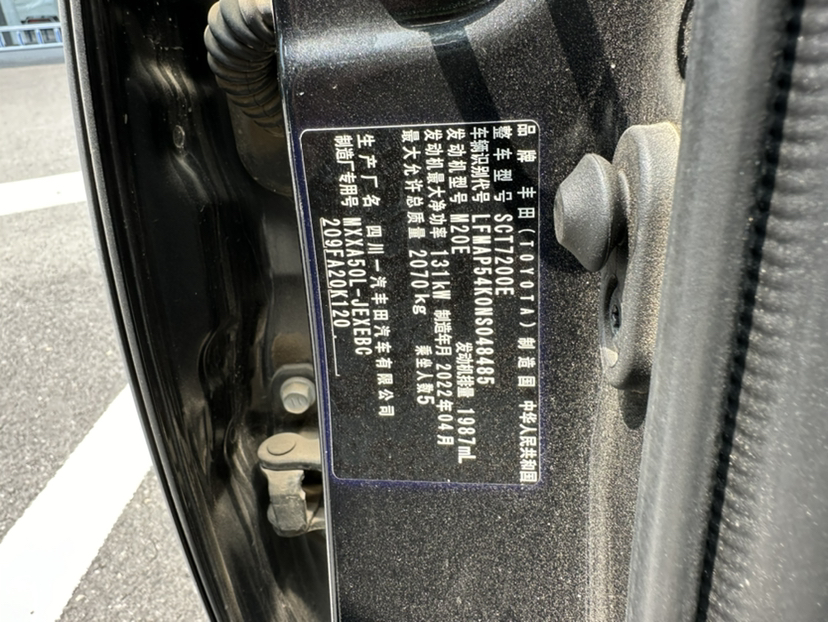 品牌 丰田(TOYOTA) 制造国 中华人民共和国
整车型号 SCT7200E
车辆识别代号 LFMAP54K0NS048485
发动机型号 M20E 发动机排量 1987mL
发动机最大净功率 131kW 制造年月 2022年04月
最大允许总质量 2070kg 乘坐人数5
生产厂名 四川一汽丰田汽车有限公司
制造厂专用号 MXXA50L-JEXEBC
209FA20K120